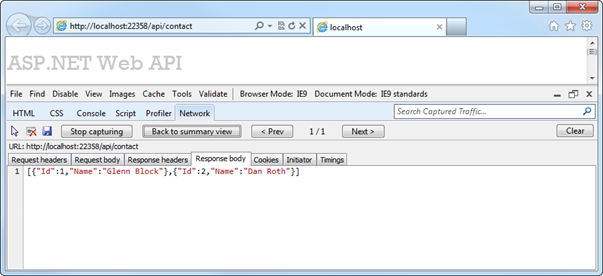 http://localhost:22358/api/contact localhost
ASP.NET Web API
File Find Disable View Images Cache Tools Validate Browser Mode: IE9 Document Mode: IE9 standards
HTML CSS Console Script Profiler Network Search Captured Traffic...
Stop capturing Back to summary view < Prev 1 / 1 Next > Clear
URL: http://localhost:22358/api/contact
Request headers Request body Response headers Response body Cookies Initiator Timings
1 [{"Id":1,"Name":"Glenn Block"},{"Id":2,"Name":"Dan Roth"}]